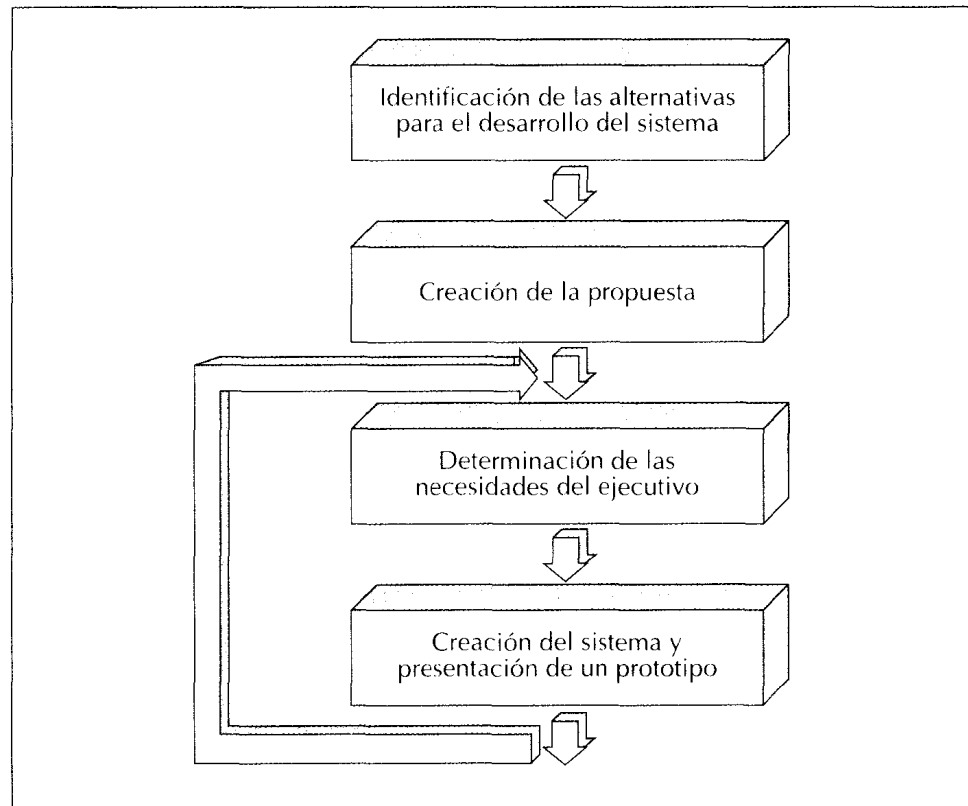 Identificación de las alternativas
para el desarrollo del sistema
Creación de la propuesta
Determinación de las
necesidades del ejecutivo
Creación del sistema y
presentación de un prototipo